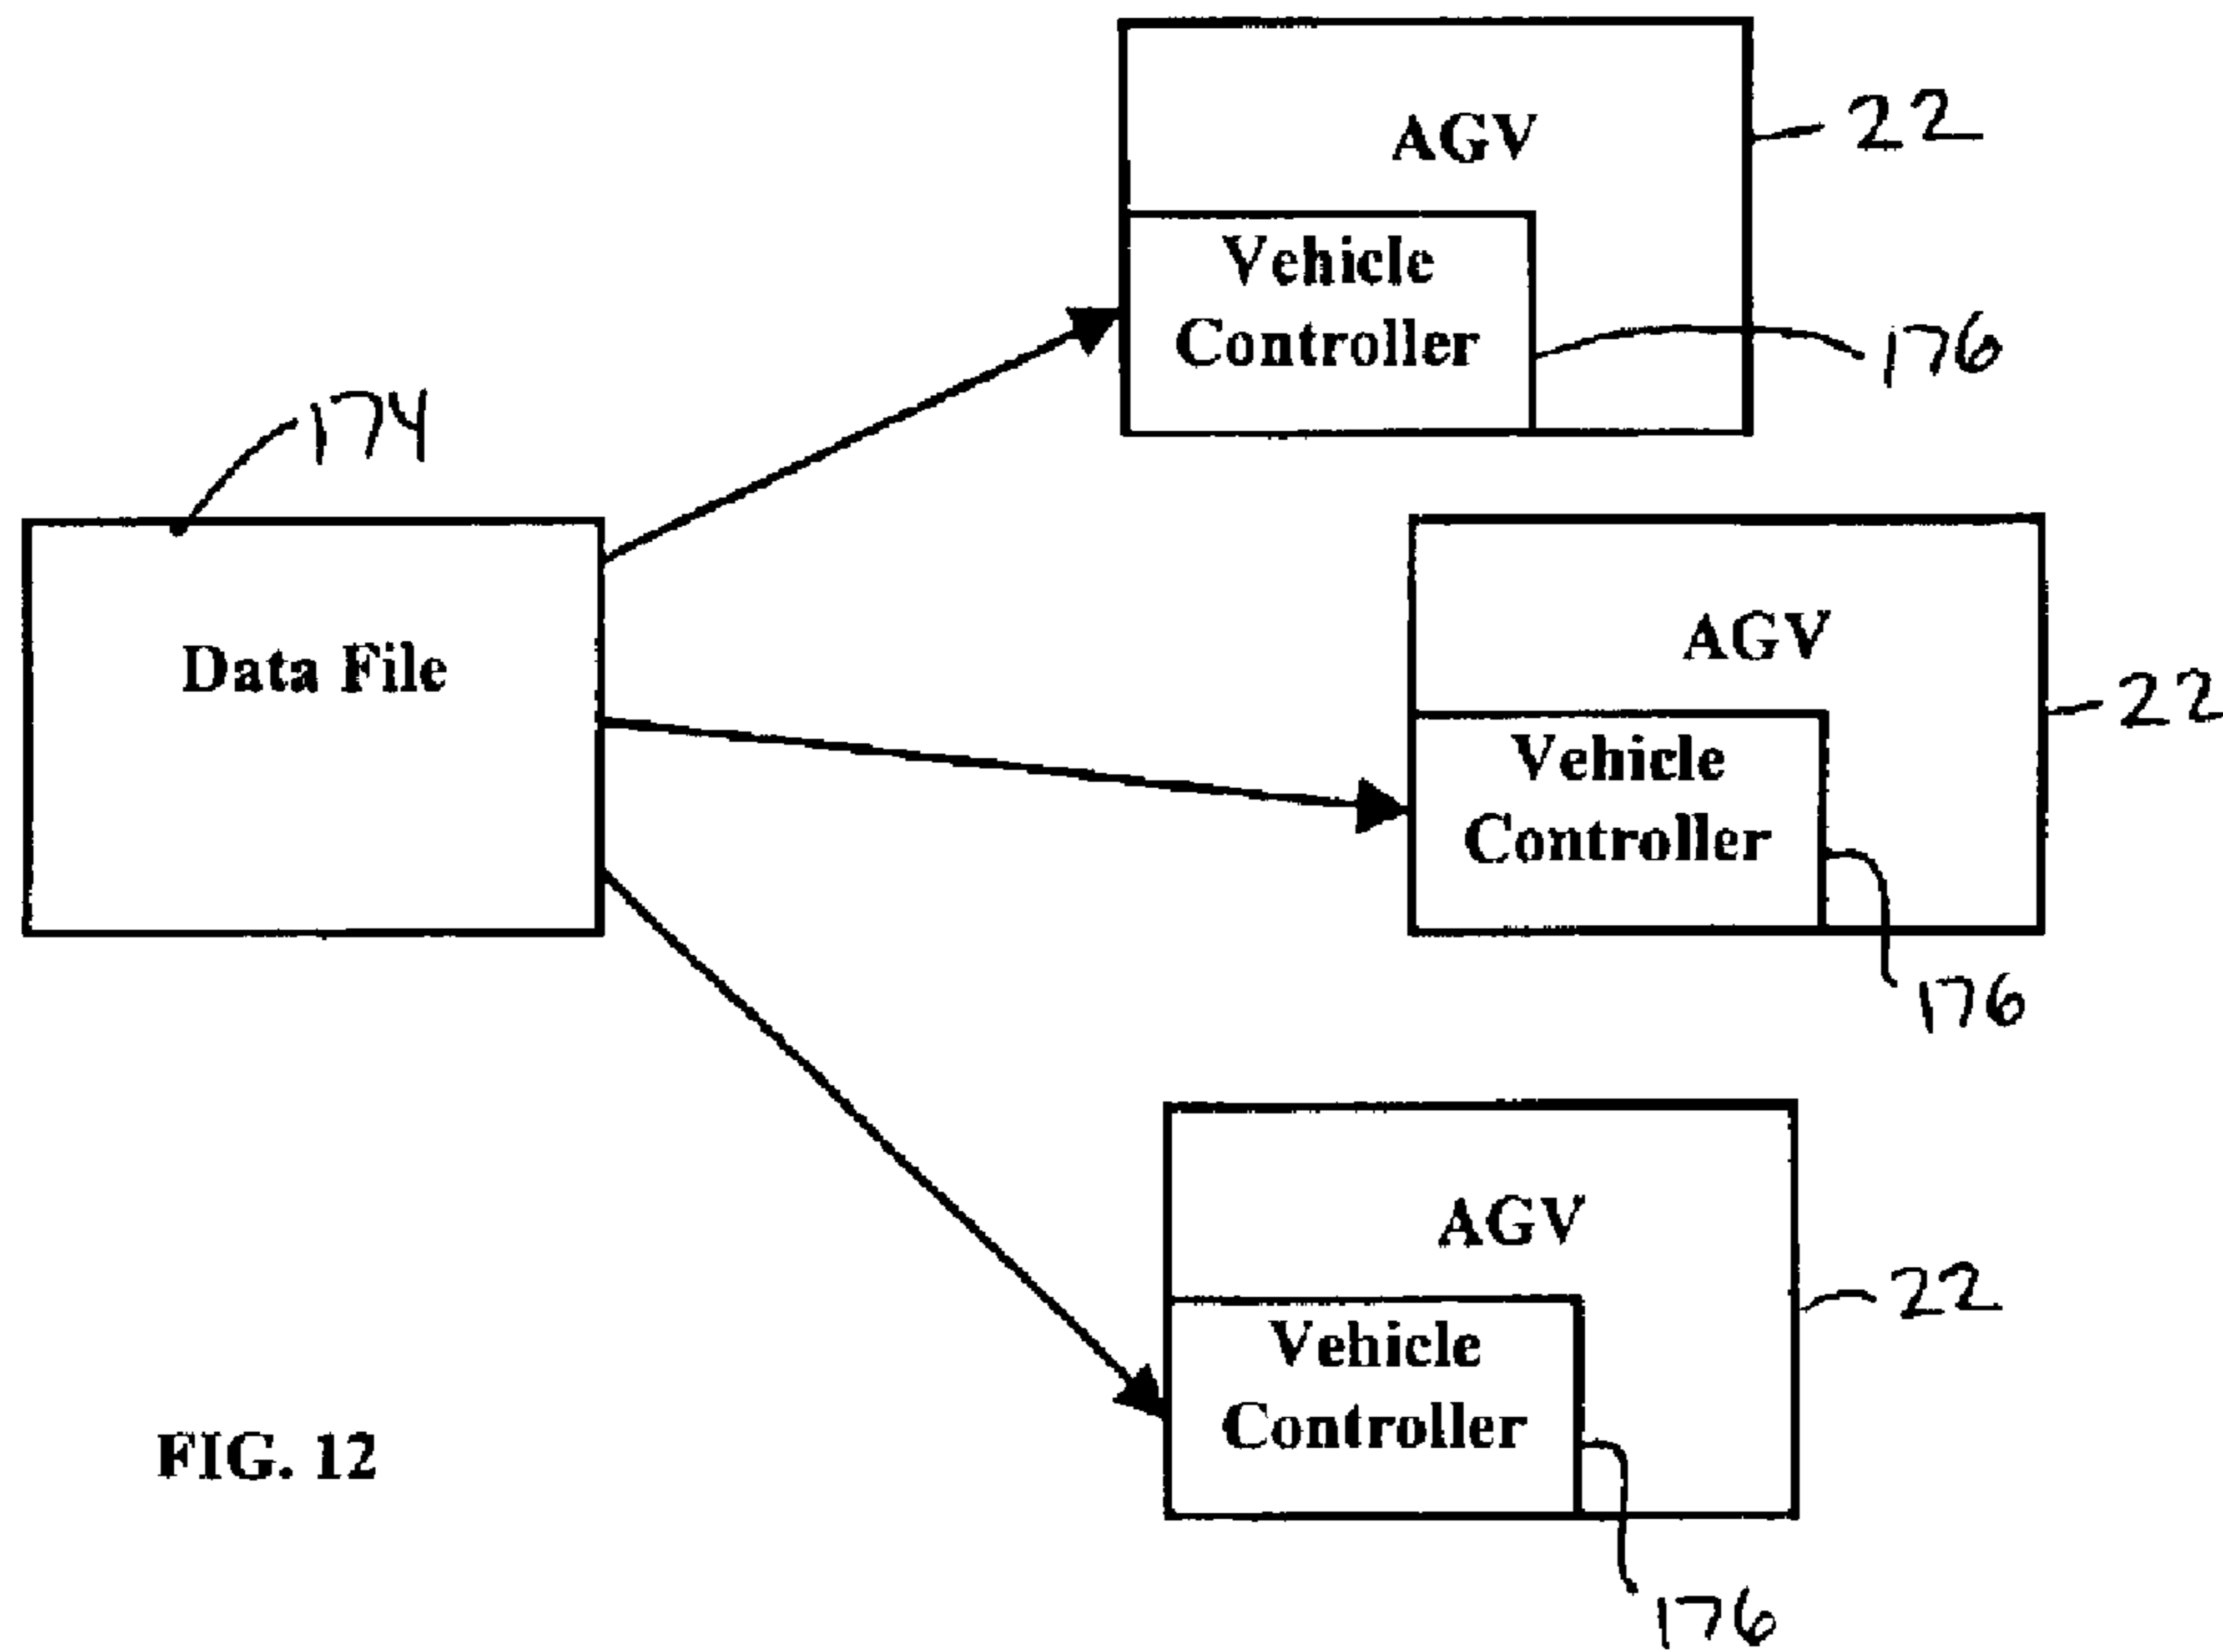 AGV
22
Vehicle
Controller
176
174
Data File
AGV
22
Vehicle
Controller
176
AGV
22
Vehicle
Controller
176
FIG. 12